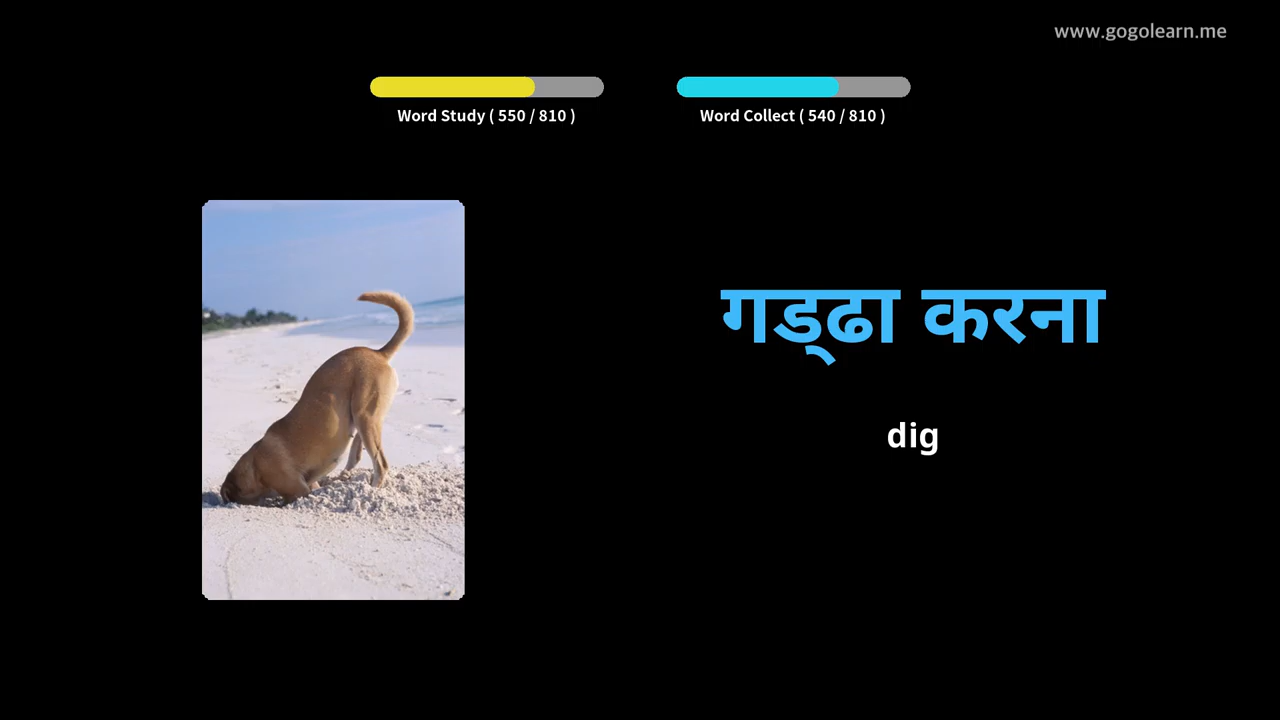 www.gogolearn.me
Word Study ( 550 / 810 )
Word Collect ( 540 / 810 )
गड्ढा करना
dig